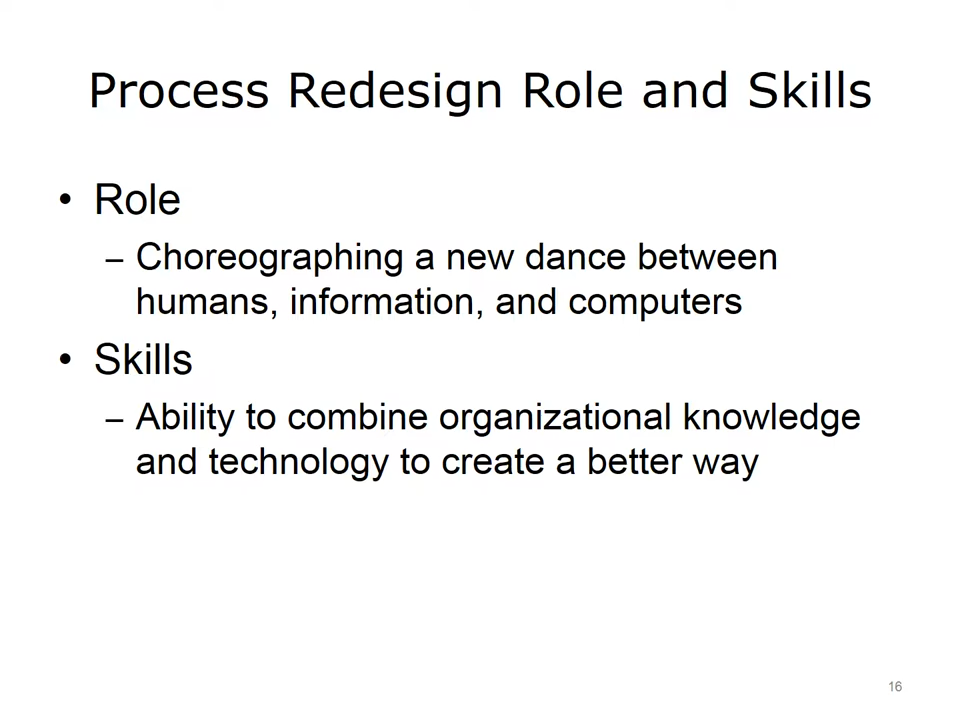 Process Redesign Role and Skills
• Role
– Choreographing a new dance between
humans, information, and computers
• Skills
– Ability to combine organizational knowledge
and technology to create a better way
16